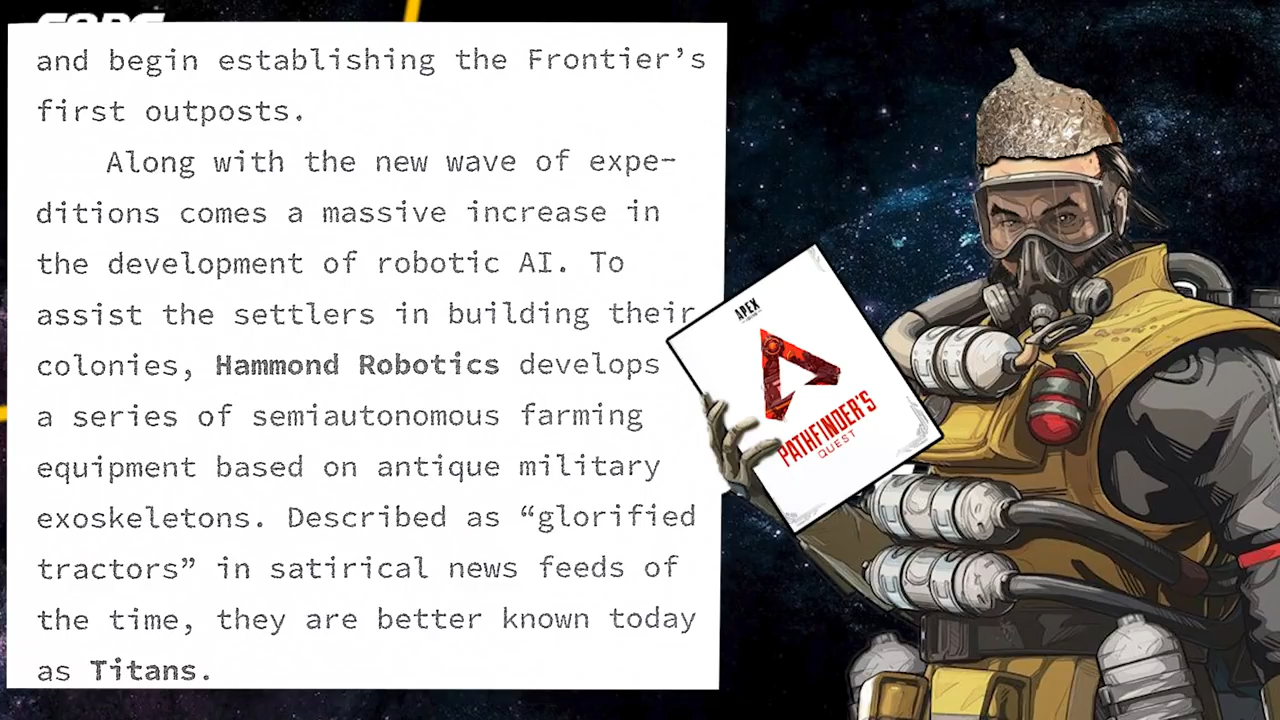 and begin establishing the Frontier’s
first outposts.
Along with the new wave of expe-
ditions comes a massive increase in
the development of robotic AI. To
assist the settlers in building their
colonies, Hammond Robotics develops
a series of semiautonomous farming
equipment based on antique military
exoskeletons. Described as “glorified
tractors” in satirical news feeds of
the time, they are better known today
as Titans.
APEX
PATHFINDER'S
QUEST